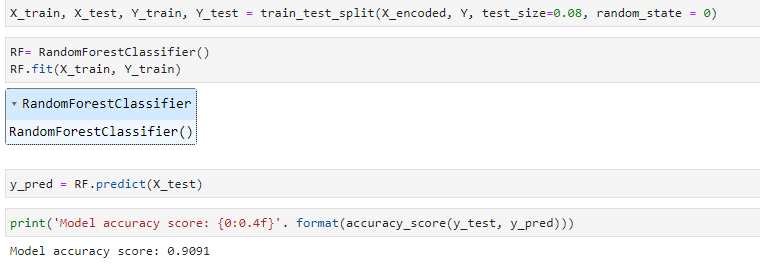 X_train, X_test, Y_train, Y_test = train_test_split(X_encoded, Y, test_size=0.08, random_state = 0)
RF= RandomForestClassifier()
RF.fit(X_train, Y_train)
▾ RandomForestClassifier
RandomForestClassifier()
y_pred = RF.predict(X_test)
print('Model accuracy score: {0:0.4f}'. format(accuracy_score(y_test, y_pred)))
Model accuracy score: 0.9091